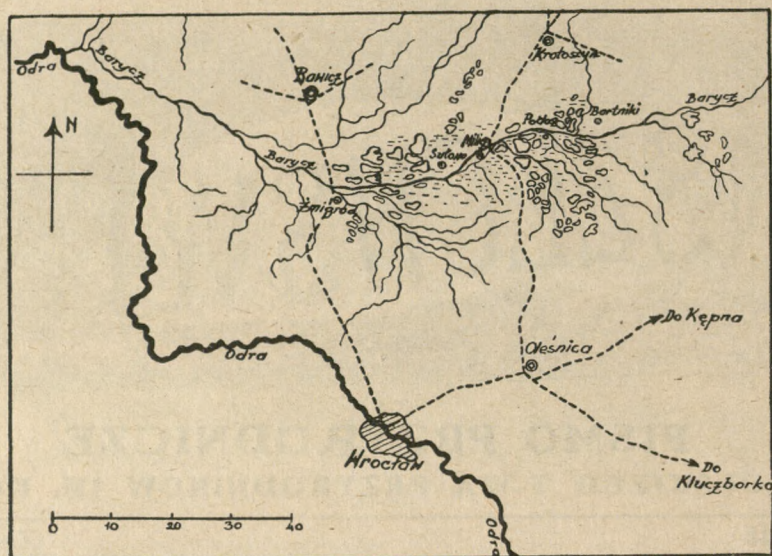 Odra
Barycz
Rawicz
Krotoszyn
Barycz
N
Barycz
Bartniki
Potasz
Milicz
Sułów
Żmigród
Do Kępna
Odra
Oleśnica
Wrocław
Do
Kluczborka
0 10 20 30 40
Odra